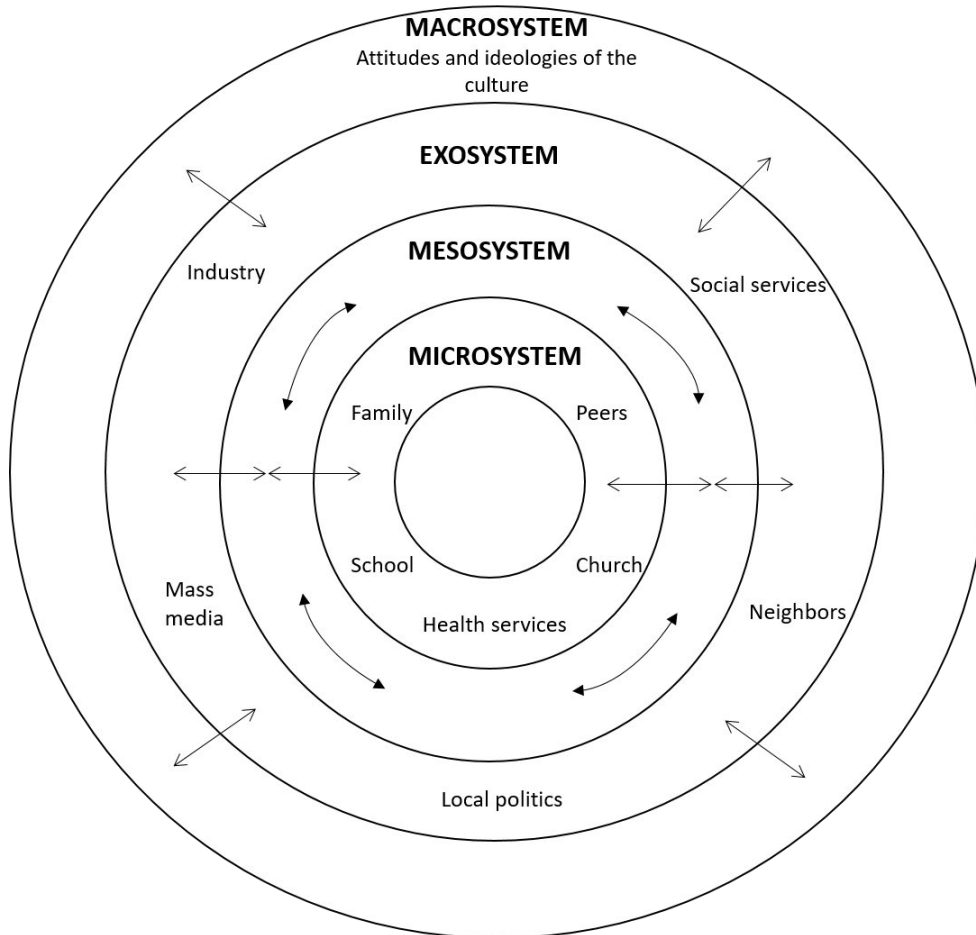 MACROSYSTEM
Attitudes and ideologies of the
culture
EXOSYSTEM
MESOSYSTEM
Industry
Social services
MICROSYSTEM
Family
Peers
School
Church
Mass
media
Neighbors
Health services
Local politics